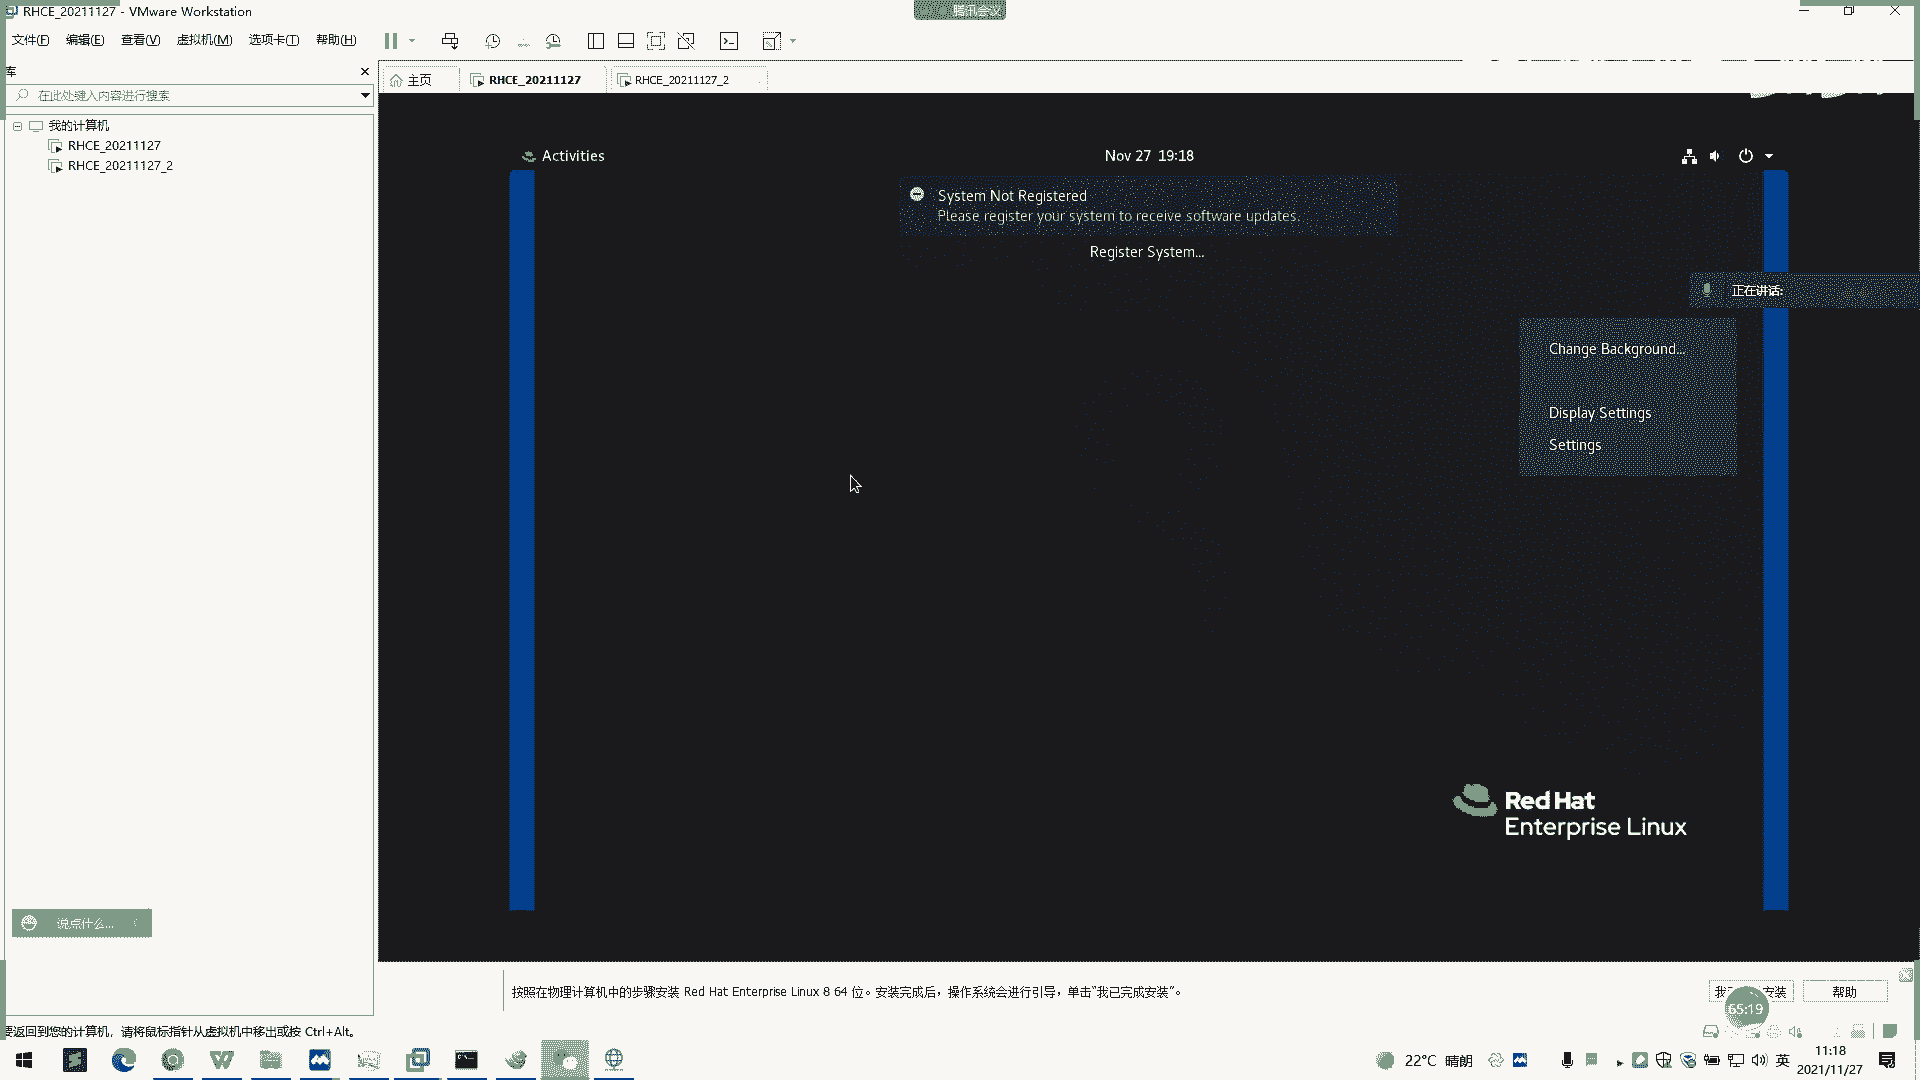 RHCE_20211127 - VMware Workstation
腾讯会议
文件(F) 编辑(E) 查看(V) 虚拟机(M) 选项卡(T) 帮助(H)
库
主页
RHCE_20211127
RHCE_20211127_2
在此处键入内容进行搜索
我的计算机
RHCE_20211127
RHCE_20211127_2
Activities
Nov 27 19:18
System Not Registered
Please register your system to receive software updates.
Register System...
正在讲话:
Change Background...
Display Settings
Settings
Red Hat
Enterprise Linux
说点什么...
按照在物理计算机中的步骤安装 Red Hat Enterprise Linux 8 64 位。安装完成后，操作系统会进行引导，单击"我已完成安装"。
安装
帮助
65:19
要返回到您的计算机，请将鼠标指针从虚拟机中移出或按 Ctrl+Alt。
22°C 晴朗
英
11:18
2021/11/27